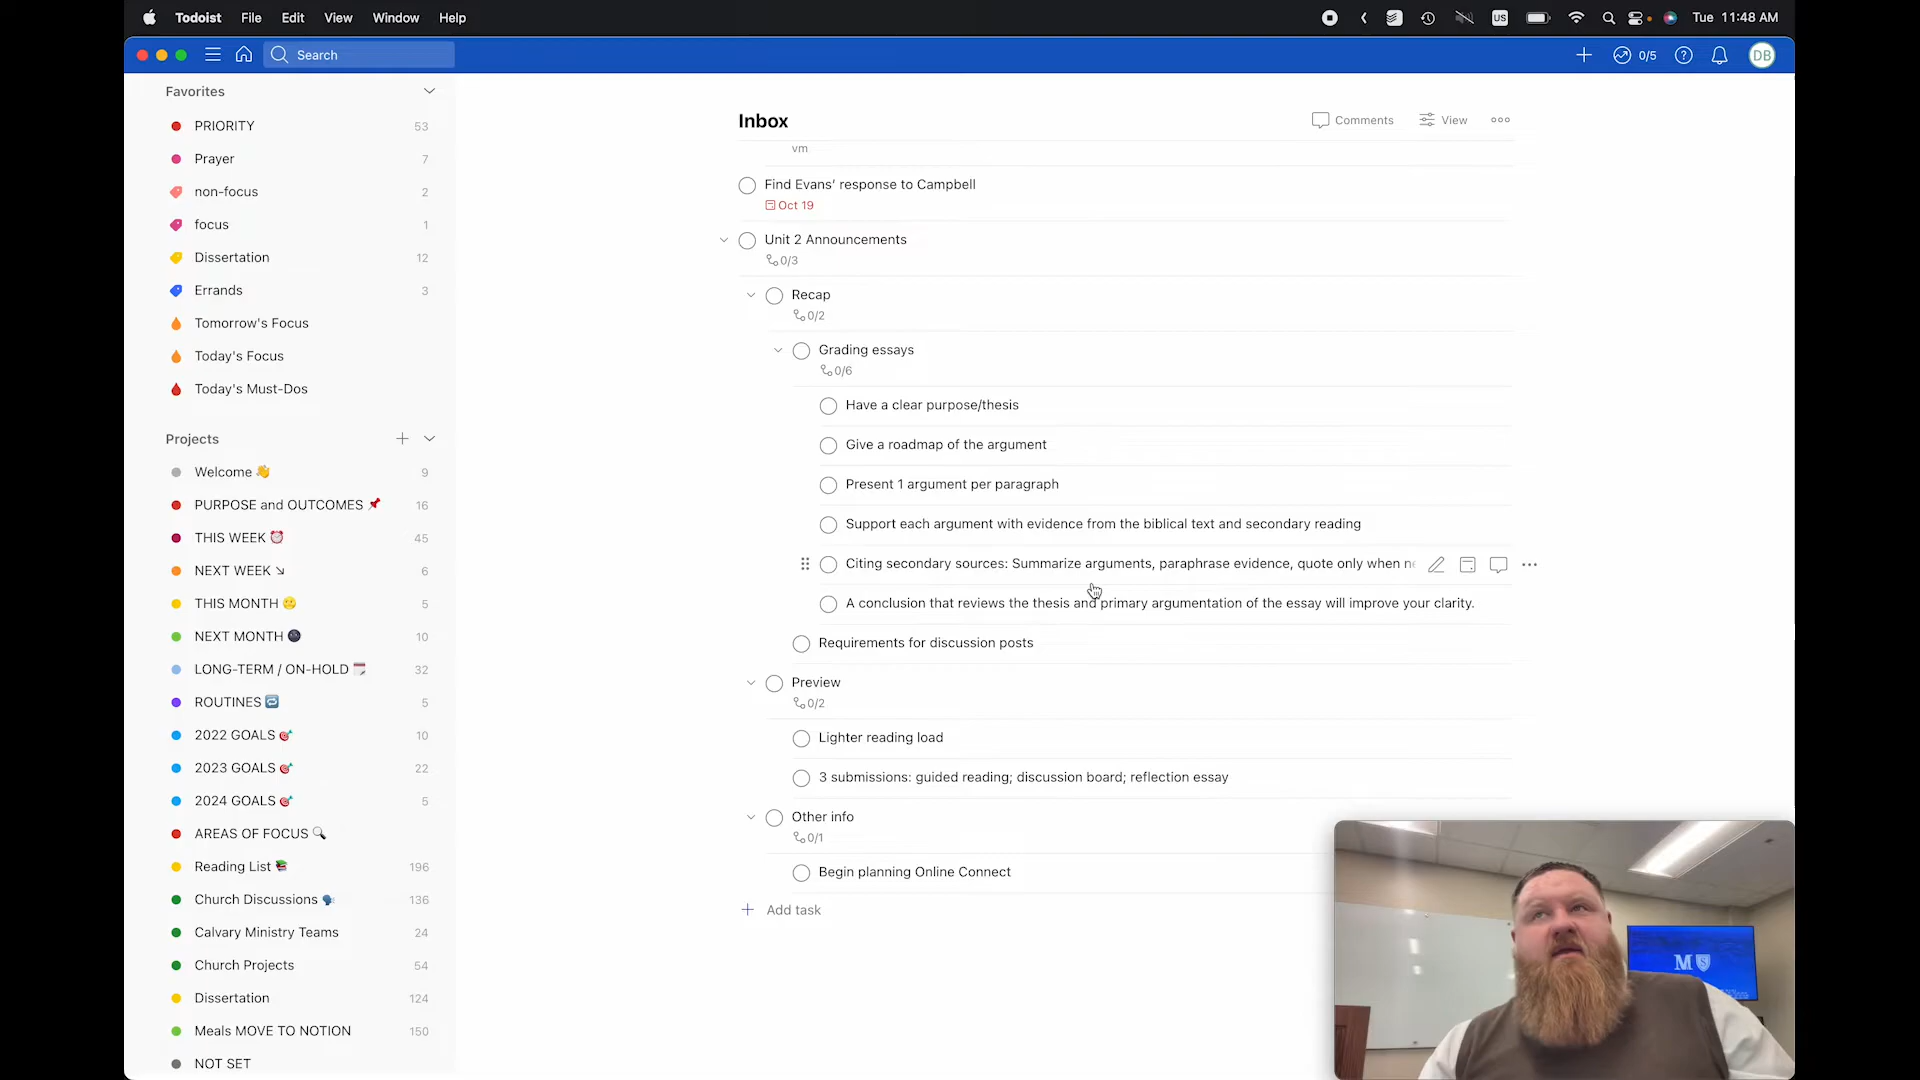 Todoist File Edit View Window Help US Tue 11:48 AM
Search 0/5 DB
Favorites
PRIORITY 53
Prayer 7
non-focus 2
focus 1
Dissertation 12
Errands 3
Tomorrow's Focus
Today's Focus
Today's Must-Dos
Projects
Welcome 👋 9
PURPOSE and OUTCOMES 📌 16
THIS WEEK ⏰ 45
NEXT WEEK ↘ 6
THIS MONTH 🌝 5
NEXT MONTH 🌚 10
LONG-TERM / ON-HOLD 🗓 32
ROUTINES 🔁 5
2022 GOALS 🎯 10
2023 GOALS 🎯 22
2024 GOALS 🎯 5
AREAS OF FOCUS 🔍
Reading List 📚 196
Church Discussions 🗣 136
Calvary Ministry Teams 24
Church Projects 54
Dissertation 124
Meals MOVE TO NOTION 150
NOT SET
Inbox Comments View
vm
Find Evans' response to Campbell
Oct 19
Unit 2 Announcements
0/3
Recap
0/2
Grading essays
0/6
Have a clear purpose/thesis
Give a roadmap of the argument
Present 1 argument per paragraph
Support each argument with evidence from the biblical text and secondary reading
Citing secondary sources: Summarize arguments, paraphrase evidence, quote only when
A conclusion that reviews the thesis and primary argumentation of the essay will improve your clarity.
Requirements for discussion posts
Preview
0/2
Lighter reading load
3 submissions: guided reading; discussion board; reflection essay
Other info
0/1
Begin planning Online Connect
Add task
M S